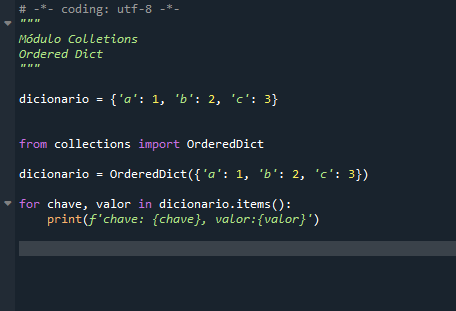 # -*- coding: utf-8 -*-
"""
Módulo Colletions
Ordered Dict
"""
dicionario = {'a': 1, 'b': 2, 'c': 3}
from collections import OrderedDict
dicionario = OrderedDict({'a': 1, 'b': 2, 'c': 3})
for chave, valor in dicionario.items():
    print(f'chave: {chave}, valor:{valor}')